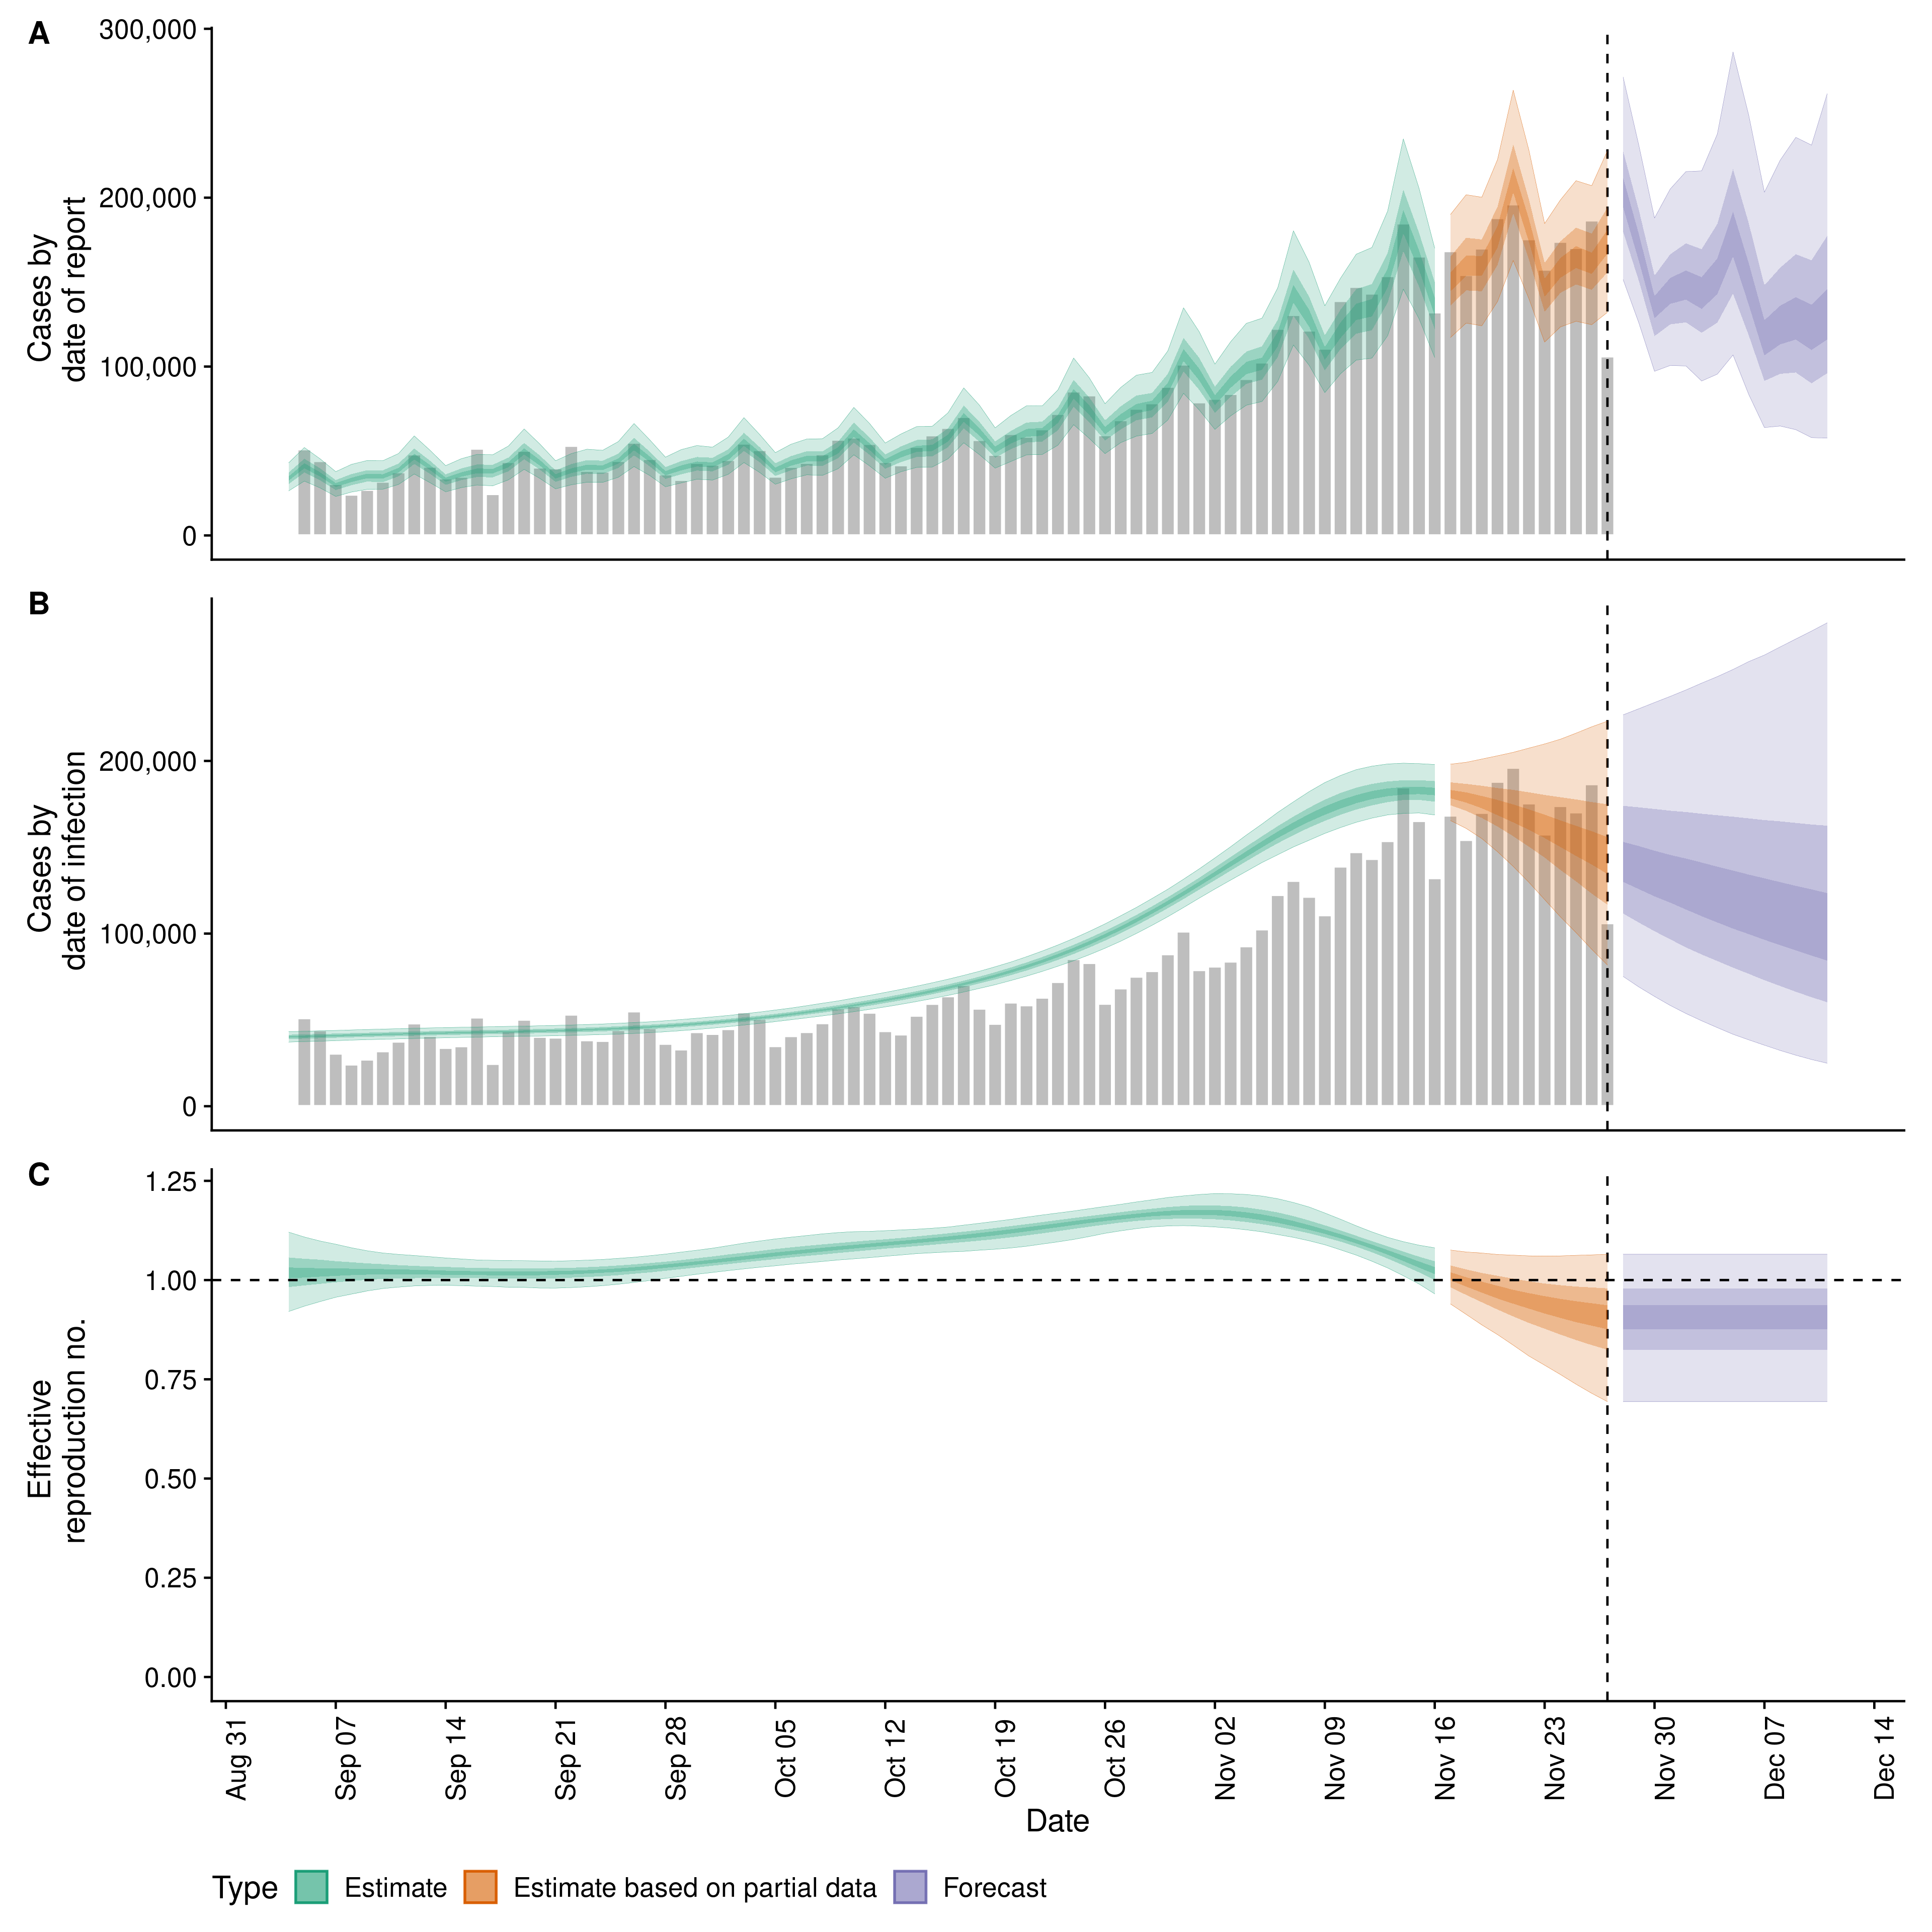 A
300,000
200,000
100,000
0
Cases by
date of report
B
200,000
100,000
0
Cases by
date of infection
C
1.25
1.00
0.75
0.50
0.25
0.00
Effective
reproduction no.
Aug 31
Sep 07
Sep 14
Sep 21
Sep 28
Oct 05
Oct 12
Oct 19
Oct 26
Nov 02
Nov 09
Nov 16
Nov 23
Nov 30
Dec 07
Dec 14
Date
Type Estimate Estimate based on partial data Forecast